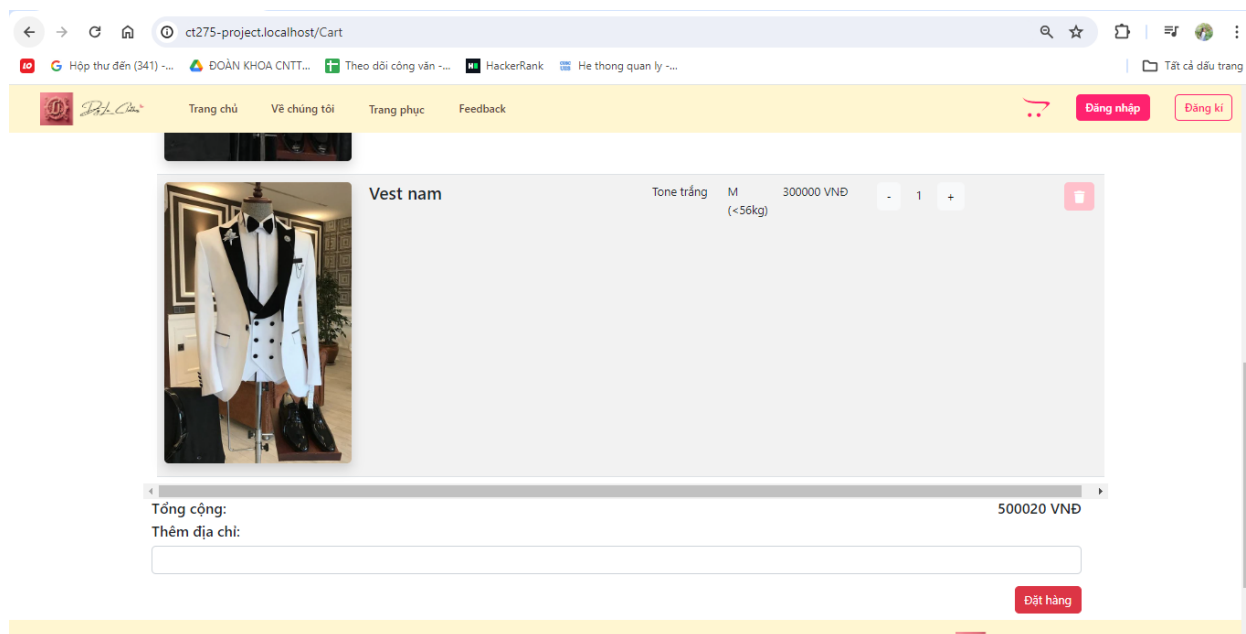 ct275-project.localhost/Cart
Hộp thư đến (341) -... ĐOÀN KHOA CNTT... Theo dõi công văn -... HackerRank He thong quan ly -... Tất cả dấu trang
Trang chủ Về chúng tôi Trang phục Feedback Đăng nhập Đăng kí
Vest nam Tone trắng M 300000 VNĐ - 1 +
(<56kg)
Tổng cộng: 500020 VNĐ
Thêm địa chỉ:
Đặt hàng